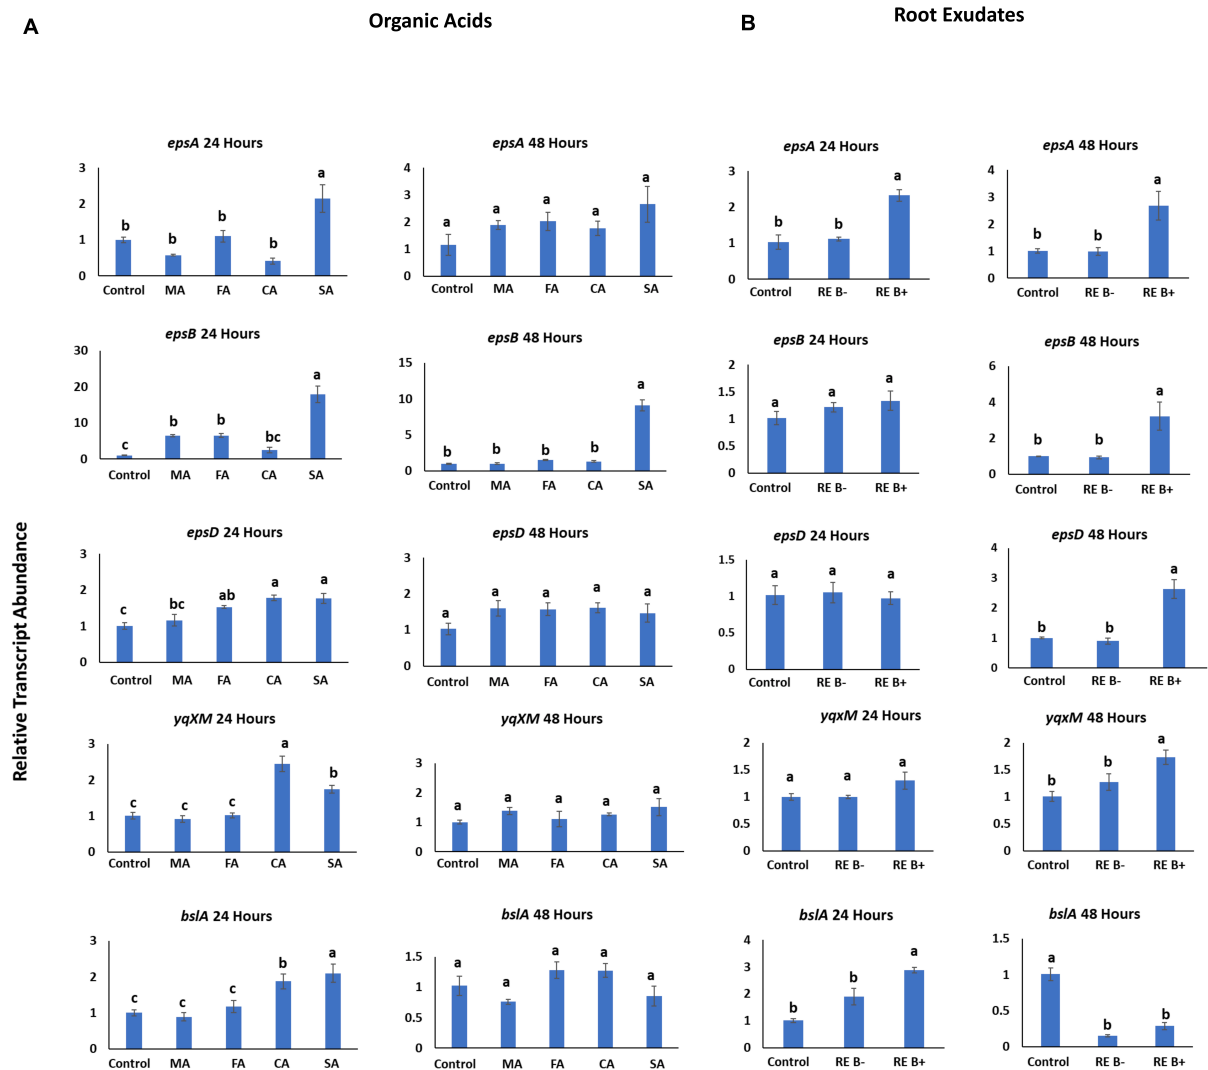 A
Organic Acids
B
Root Exudates
Relative Transcript Abundance
epsA 24 Hours
3
2
1
0
b
b
b
b
a
Control MA FA CA SA
epsA 48 Hours
4
3
2
1
0
a
a
a
a
a
Control MA FA CA SA
epsA 24 Hours
3
2
1
0
b
b
a
Control RE B- RE B+
epsA 48 Hours
4
3
2
1
0
b
b
a
Control RE B- RE B+
epsB 24 Hours
30
20
10
0
c
b
b
bc
a
Control MA FA CA SA
epsB 48 Hours
15
10
5
0
b
b
b
b
a
Control MA FA CA SA
epsB 24 Hours
2
1.5
1
0.5
0
a
a
a
Control RE B- RE B+
epsB 48 Hours
6
4
2
0
b
b
a
Control RE B- RE B+
epsD 24 Hours
3
2
1
0
c
bc
ab
a
a
Control MA FA CA SA
epsD 48 Hours
3
2
1
0
a
a
a
a
a
Control MA FA CA SA
epsD 24 Hours
1.5
1
0.5
0
a
a
a
Control RE B- RE B+
epsD 48 Hours
4
3
2
1
0
b
b
a
Control RE B- RE B+
yqXM 24 Hours
3
2
1
0
c
c
c
a
b
Control MA FA CA SA
yqXM 48 Hours
3
2
1
0
a
a
a
a
a
Control MA FA CA SA
yqxM 24 Hours
2
1.5
1
0.5
0
a
a
a
Control RE B- RE B+
yqxM 48 Hours
2
1.5
1
0.5
0
b
b
a
Control RE B- RE B+
bslA 24 Hours
3
2
1
0
c
c
c
b
a
Control MA FA CA SA
bslA 48 Hours
1.5
1
0.5
0
a
a
a
a
a
Control MA FA CA SA
bslA 24 Hours
4
3
2
1
0
b
b
a
Control RE B- RE B+
bslA 48 Hours
1.5
1
0.5
0
a
b
b
Control RE B- RE B+